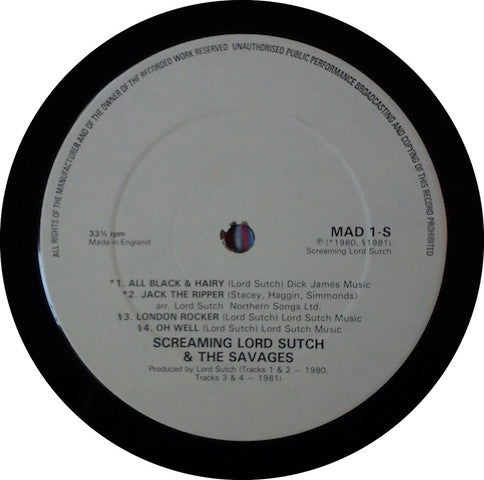 ALL RIGHTS OF THE MANUFACTURER AND OF THE OWNER OF THE RECORDED WORK RESERVED UNAUTHORISED PUBLIC PERFORMANCE BROADCASTING AND COPYING OF THIS RECORD PROHIBITED
33⅓ rpm
Made in England
MAD 1-S
℗ (*1980, §1981)
Screaming Lord Sutch
*1. ALL BLACK & HAIRY (Lord Sutch) Dick James Music
*2. JACK THE RIPPER (Stacey, Haggin, Simmonds)
arr. Lord Sutch Northern Songs Ltd.
§3. LONDON ROCKER (Lord Sutch) Lord Sutch Music
§4. OH WELL (Lord Sutch) Lord Sutch Music
SCREAMING LORD SUTCH
& THE SAVAGES
Produced by Lord Sutch (Tracks 1 & 2 – 1980,
Tracks 3 & 4 – 1981)